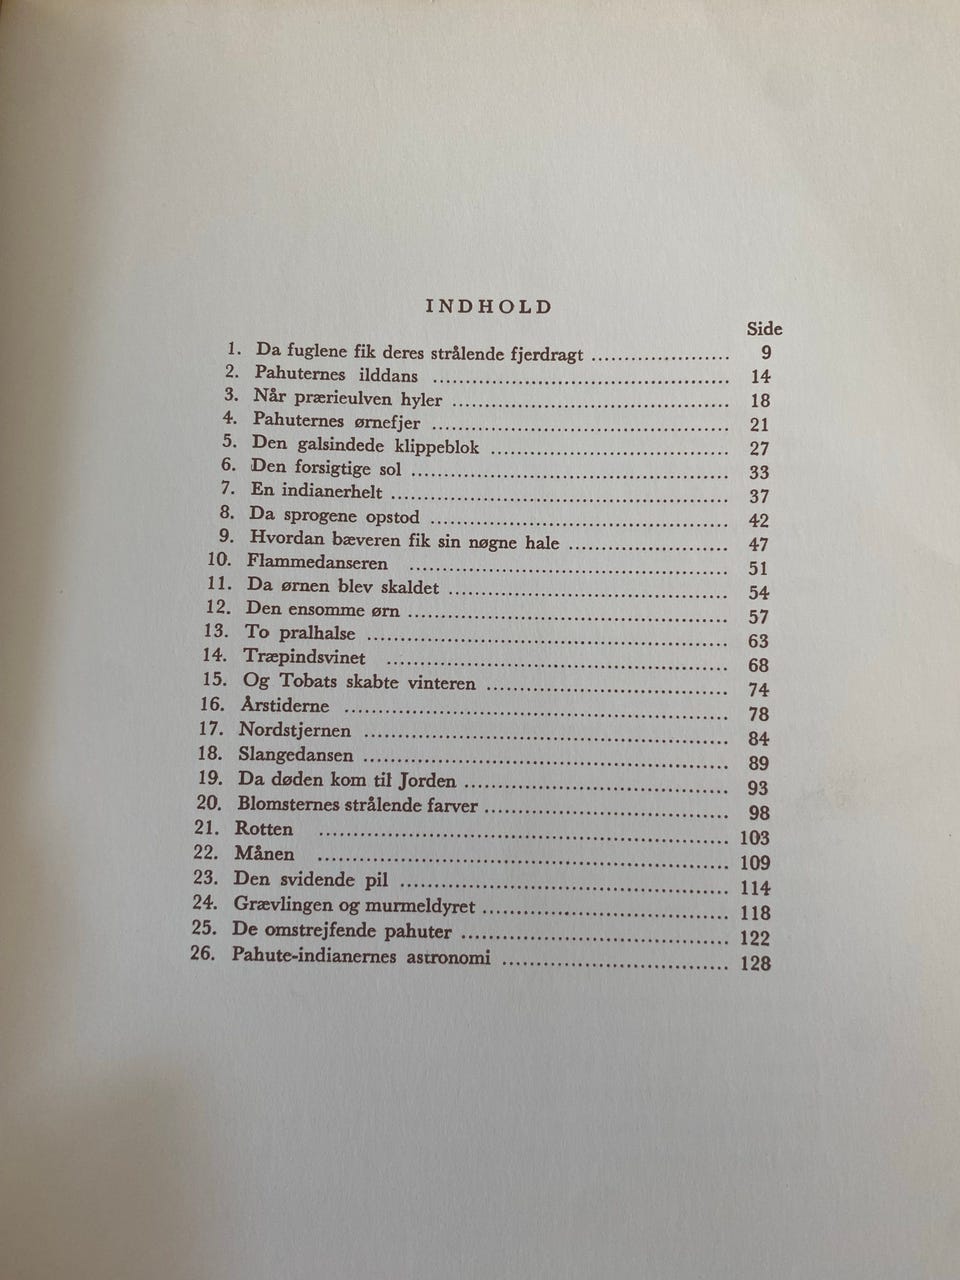 INDHOLD
Side
1. Da fuglene fik deres strålende fjerdragt ..................... 9
2. Pahuternes ilddans ............................................. 14
3. Når prærieulven hyler .......................................... 18
4. Pahuternes ørnefjer ............................................. 21
5. Den galsindede klippeblok .................................... 27
6. Den forsigtige sol ................................................ 33
7. En indianerhelt ................................................... 37
8. Da sprogene opstod ............................................. 42
9. Hvordan bæveren fik sin nøgne hale ........................ 47
10. Flammedanseren ................................................ 51
11. Da ørnen blev skaldet .......................................... 54
12. Den ensomme ørn ................................................ 57
13. To pralhalse ...................................................... 63
14. Træpindsvinet ................................................... 68
15. Og Tobats skabte vinteren .................................... 74
16. Årstiderne ......................................................... 78
17. Nordstjernen ...................................................... 84
18. Slangedansen ...................................................... 89
19. Da døden kom til Jorden ....................................... 93
20. Blomsternes strålende farver .................................... 98
21. Rotten ............................................................ 103
22. Månen ............................................................ 109
23. Den svidende pil ................................................ 114
24. Grævlingen og murmeldyret .................................... 118
25. De omstrejfende pahuter ....................................... 122
26. Pahute-indianernes astronomi ................................. 128